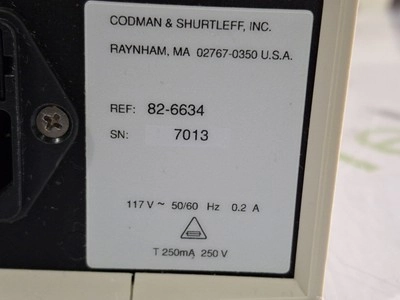 CODMAN & SHURTLEFF, INC.
RAYNHAM, MA 02767-0350 U.S.A.
REF: 82-6634
SN: 7013
117 V ~ 50/60 Hz 0.2 A
T 250mA 250 V